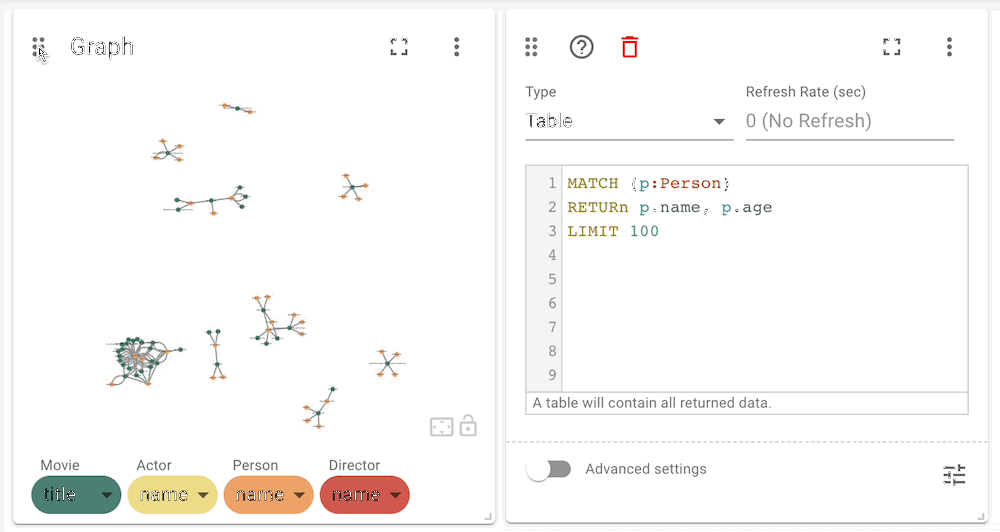 Graph
Movie Actor Person Director
title name name name
Type Refresh Rate (sec)
Table 0 (No Refresh)
1 MATCH (p:Person)
2 RETURn p.name, p.age
3 LIMIT 100
4
5
6
7
8
9
A table will contain all returned data.
Advanced settings